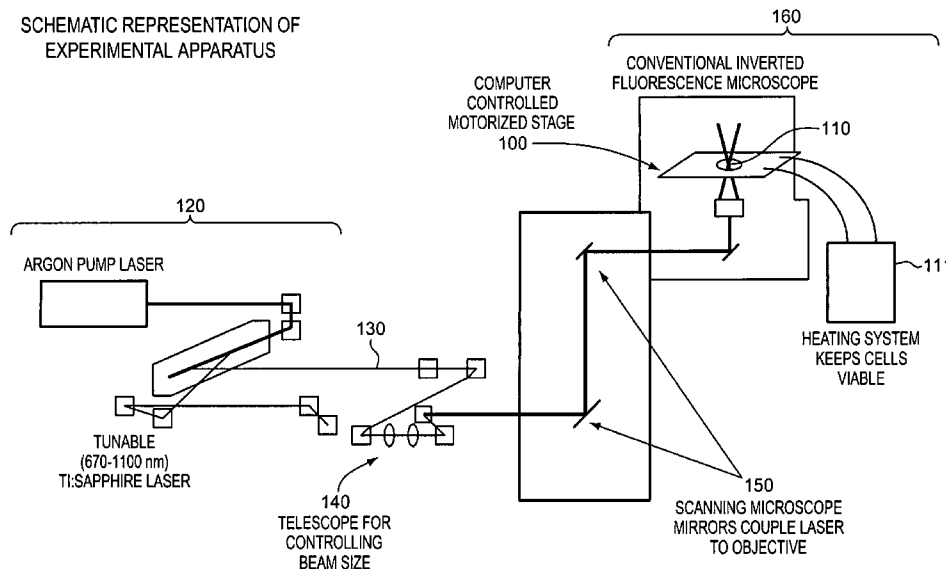 SCHEMATIC REPRESENTATION OF
EXPERIMENTAL APPARATUS
160
CONVENTIONAL INVERTED
FLUORESCENCE MICROSCOPE
COMPUTER
CONTROLLED
MOTORIZED STAGE
100
110
120
ARGON PUMP LASER
111
HEATING SYSTEM
KEEPS CELLS
VIABLE
130
TUNABLE
(670-1100 nm)
TI:SAPPHIRE LASER
140
TELESCOPE FOR
CONTROLLING
BEAM SIZE
150
SCANNING MICROSCOPE
MIRRORS COUPLE LASER
TO OBJECTIVE